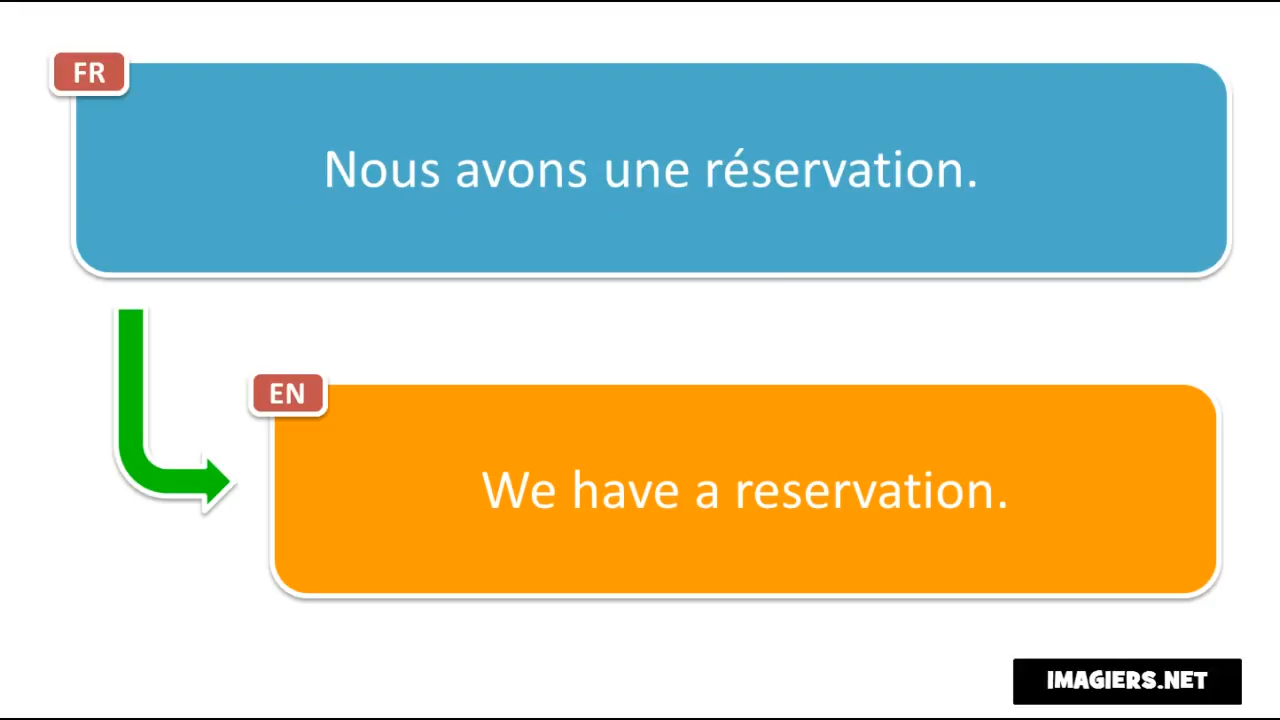 FR
Nous avons une réservation.
EN
We have a reservation.
IMAGIERS.NET